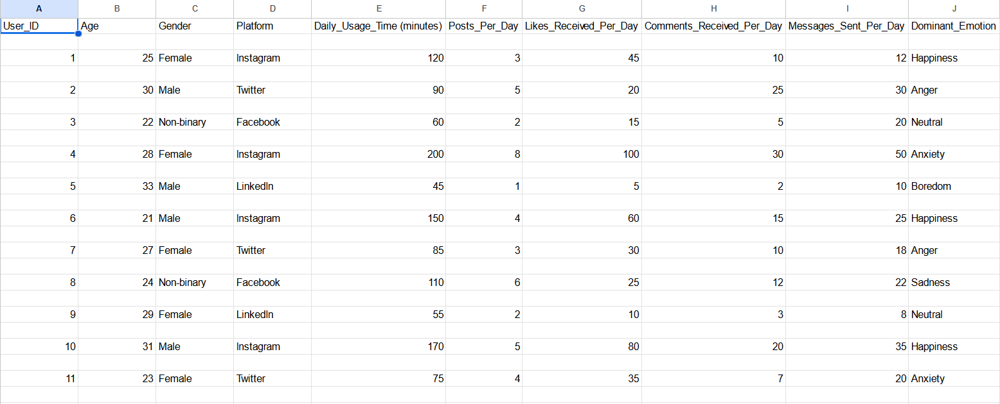 A B C D E F G H I J
User_ID Age Gender Platform Daily_Usage_Time (minutes) Posts_Per_Day Likes_Received_Per_Day Comments_Received_Per_Day Messages_Sent_Per_Day Dominant_Emotion
1 25 Female Instagram 120 3 45 10 12 Happiness
2 30 Male Twitter 90 5 20 25 30 Anger
3 22 Non-binary Facebook 60 2 15 5 20 Neutral
4 28 Female Instagram 200 8 100 30 50 Anxiety
5 33 Male LinkedIn 45 1 5 2 10 Boredom
6 21 Male Instagram 150 4 60 15 25 Happiness
7 27 Female Twitter 85 3 30 10 18 Anger
8 24 Non-binary Facebook 110 6 25 12 22 Sadness
9 29 Female LinkedIn 55 2 10 3 8 Neutral
10 31 Male Instagram 170 5 80 20 35 Happiness
11 23 Female Twitter 75 4 35 7 20 Anxiety